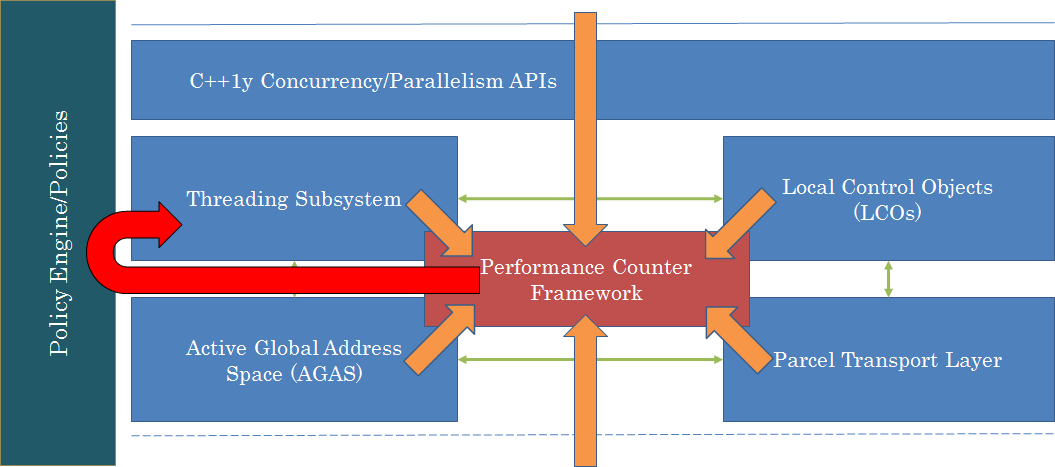 Policy Engine/Policies
C++1y Concurrency/Parallelism APIs
Threading Subsystem
Local Control Objects
(LCOs)
Performance Counter
Framework
Active Global Address
Space (AGAS)
Parcel Transport Layer